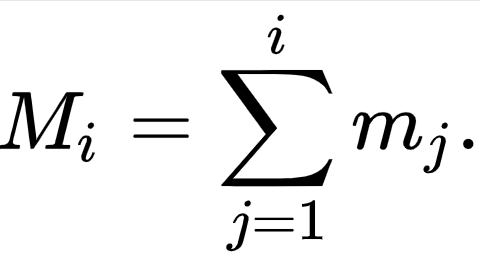 M_i = \sum_{j=1}^{i} m_j.